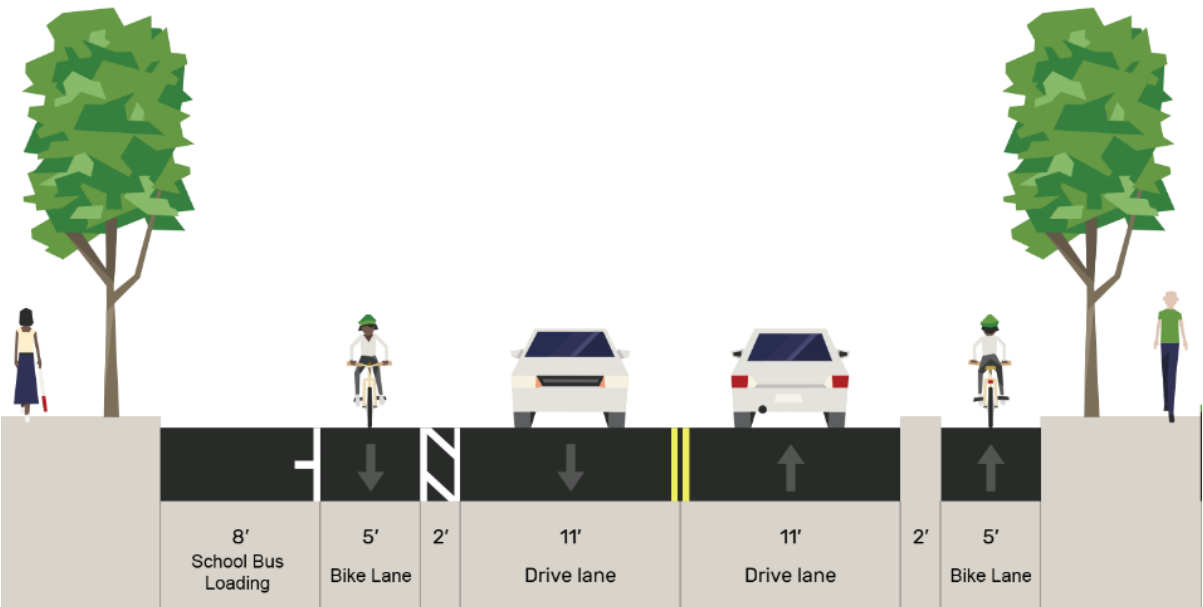 8′
School Bus
Loading
5′
Bike Lane
2′
11′
Drive lane
11′
Drive lane
2′
5′
Bike Lane